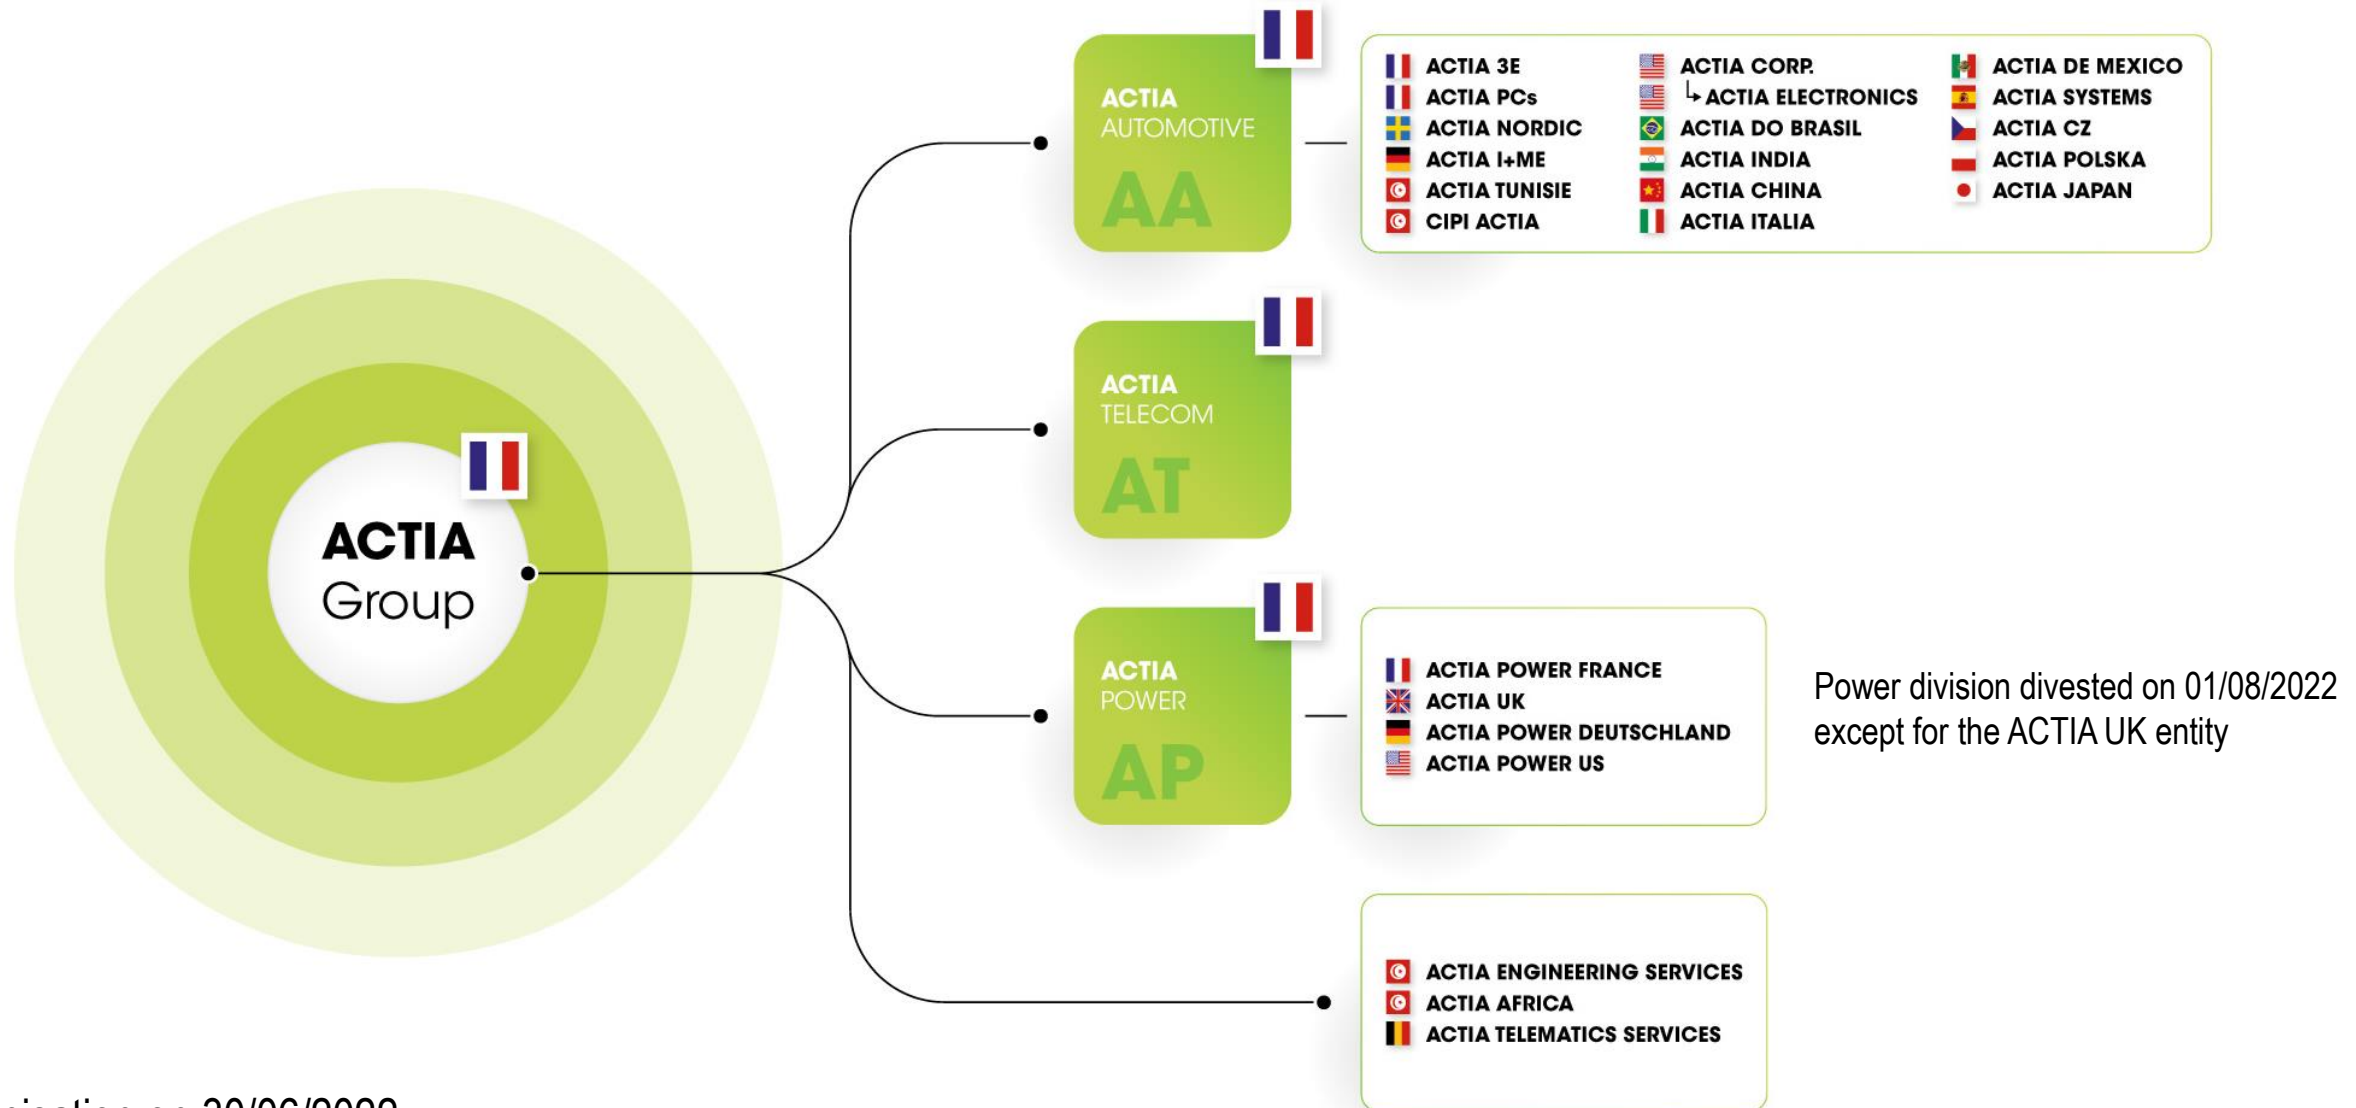 ACTIA
Group
ACTIA
AUTOMOTIVE
AA
ACTIA 3E
ACTIA PCs
ACTIA NORDIC
ACTIA I+ME
ACTIA TUNISIE
CIPI ACTIA
ACTIA CORP.
ACTIA ELECTRONICS
ACTIA DO BRASIL
ACTIA INDIA
ACTIA CHINA
ACTIA ITALIA
ACTIA DE MEXICO
ACTIA SYSTEMS
ACTIA CZ
ACTIA POLSKA
ACTIA JAPAN
ACTIA
TELECOM
AT
ACTIA
POWER
AP
ACTIA POWER FRANCE
ACTIA UK
ACTIA POWER DEUTSCHLAND
ACTIA POWER US
Power division divested on 01/08/2022
except for the ACTIA UK entity
ACTIA ENGINEERING SERVICES
ACTIA AFRICA
ACTIA TELEMATICS SERVICES
on 30/06/2022